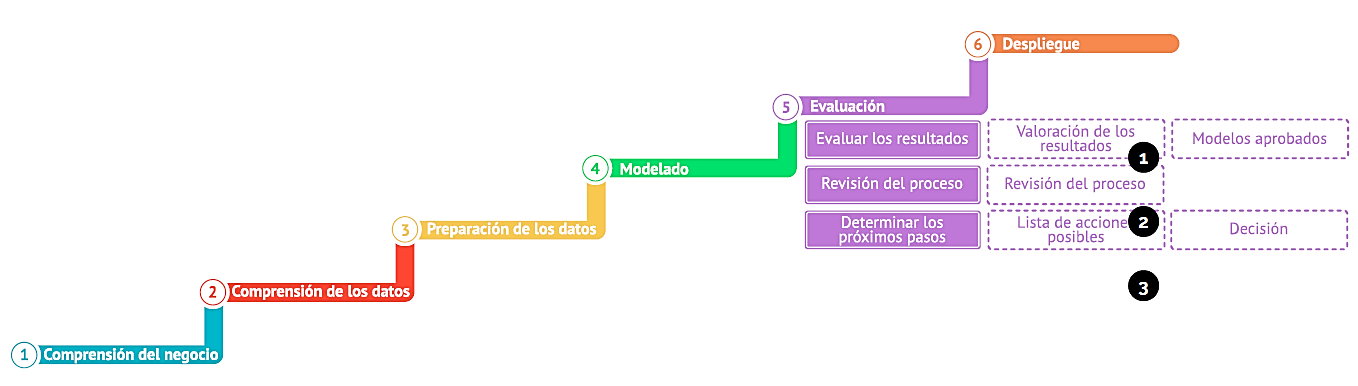 6 Despliegue
5 Evaluación
Evaluar los resultados
Valoración de los
resultados
Modelos aprobados
1
4 Modelado
Revisión del proceso
Revisión del proceso
3 Preparación de los datos
Determinar los
próximos pasos
Lista de accione
posibles
2
Decisión
2 Comprensión de los datos
3
1 Comprensión del negocio